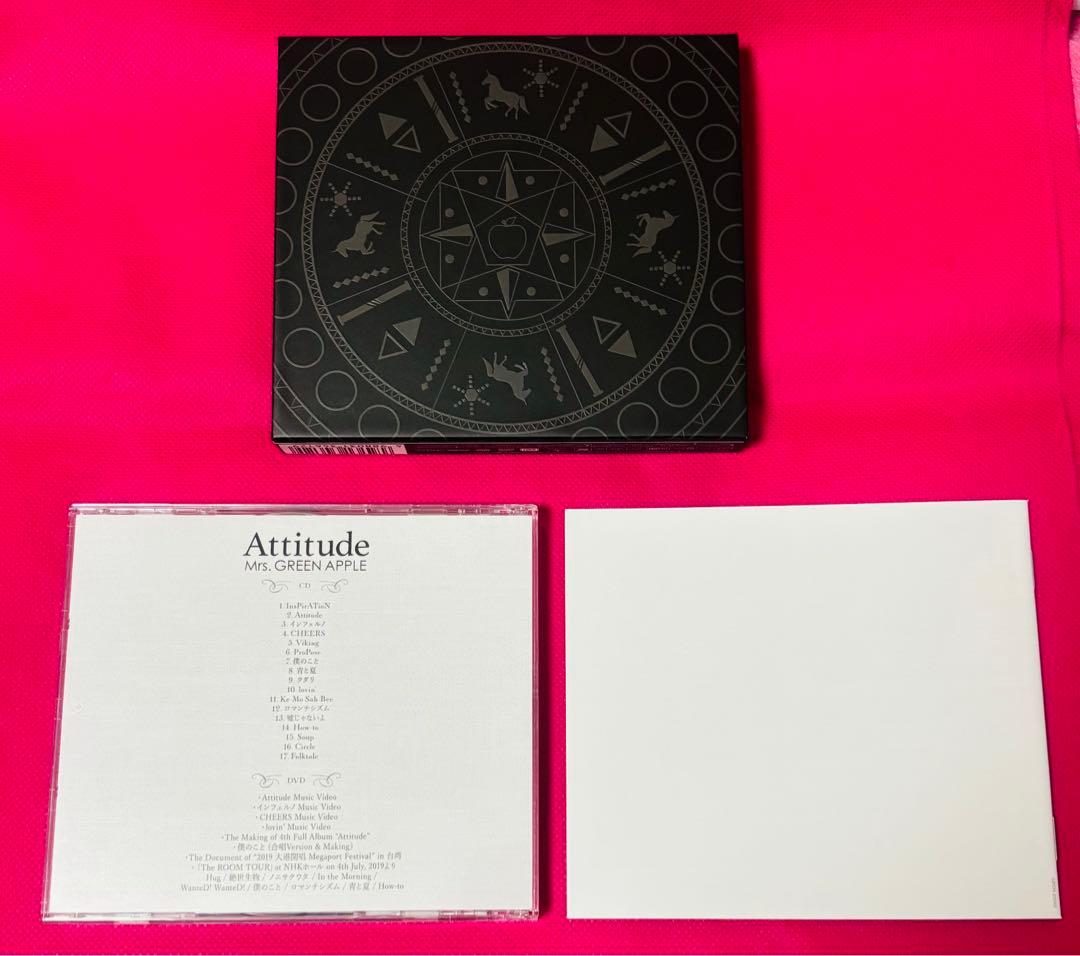 Attitude
Mrs. GREEN APPLE
CD
1. InsPirATioN
2. Attitude
3. インフェルノ
4. CHEERS
5. Viking
6. ProPose
7. 僕のこと
8. 青と夏
9. クダリ
10. lovin'
11. Ke-Mo Sah-Bee
12. ロマンチシズム
13. 嘘じゃないよ
14. How-to
15. Soup
16. Circle
17. Folktale
DVD
・Attitude Music Video
・インフェルノ Music Video
・CHEERS Music Video
・lovin' Music Video
・The Making of 4th Full Album "Attitude"
・僕のこと (合唱Version & Making)
・The Document of "2019 大港開唱 Megaport Festival" in 台湾
・「The ROOM TOUR」at NHKホール on 4th July, 2019より
Hug / 絶世生物 / ノニサクウタ / In the Morning /
WanteD! WanteD! / 僕のこと / ロマンチシズム / 青と夏 / How-to